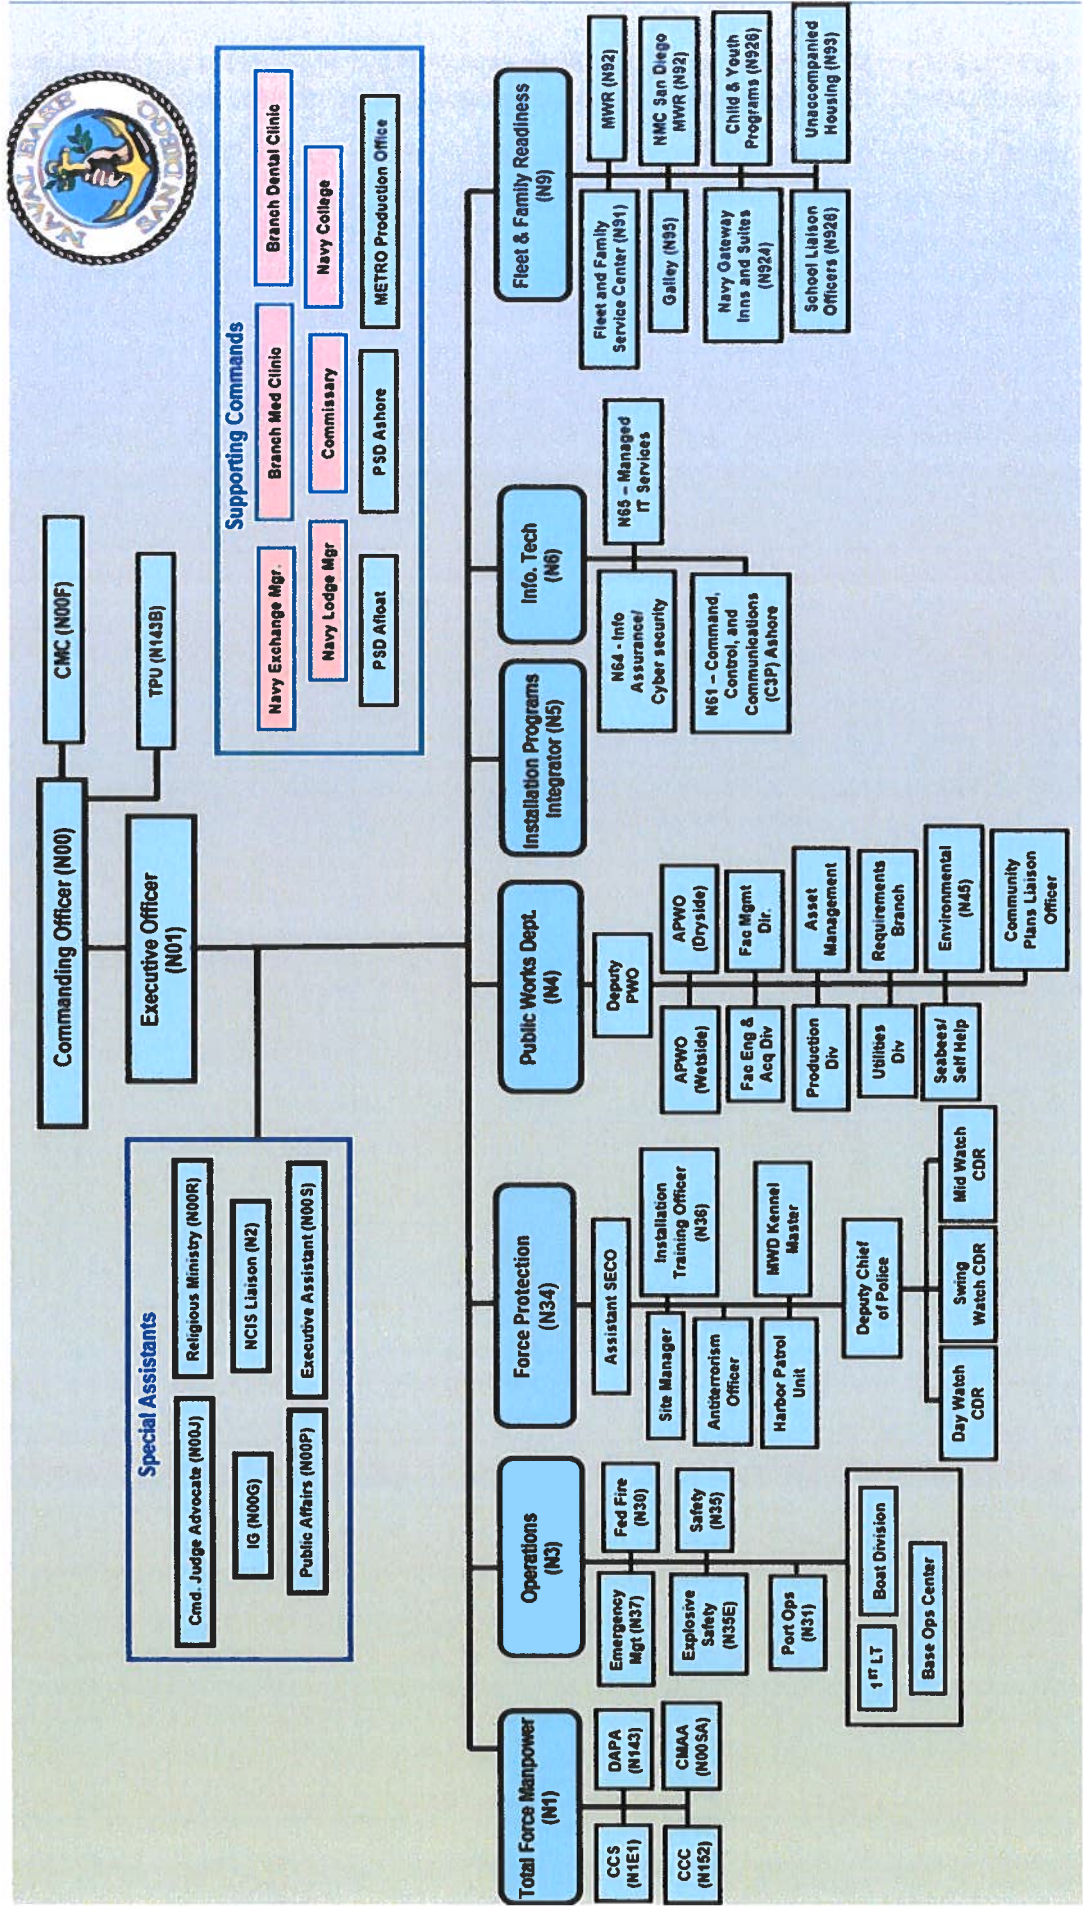 NAVAL BASE
SAN DIEGO
Commanding Officer (N00)
CMC (N00F)
TPU (N143B)
Executive Officer
(N01)
Special Assistants
Cmd. Judge Advocate (N00J)
Religious Ministry (N00R)
IG (N00G)
NCIS Liaison (N2)
Public Affairs (N00P)
Executive Assistant (N00S)
Supporting Commands
Navy Exchange Mgr.
Branch Med Clinic
Branch Dental Clinic
Navy Lodge Mgr
Commissary
Navy College
PSD Afloat
PSD Ashore
METRO Production Office
Total Force Manpower
(N1)
CCS
(N1E1)
DAPA
(N143)
CCC
(N152)
CMAA
(N00SA)
Operations
(N3)
Emergency
Mgt (N37)
Fed Fire
(N30)
Explosive
Safety
(N35E)
Safety
(N35)
Port Ops
(N31)
1ST LT
Boat Division
Base Ops Center
Force Protection
(N34)
Assistant SECO
Site Manager
Installation
Training Officer
(N36)
Antiterrorism
Officer
Harbor Patrol
Unit
MWD Kennel
Master
Deputy Chief
of Police
Day Watch
CDR
Swing
Watch CDR
Mid Watch
CDR
Public Works Dept.
(N4)
Deputy
PWO
APWO
(Wetside)
APWO
(Dryside)
Fac Eng &
Acq Div
Fac Mgmt
Dir.
Production
Div
Asset
Management
Utilities
Div
Requirements
Branch
Seabees/
Self Help
Environmental
(N45)
Community
Plans Liaison
Officer
Installation Programs
Integrator (N5)
Info. Tech
(N6)
N64 - Info
Assurance/
Cyber security
N65 – Managed
IT Services
N61 – Command,
Control, and
Communications
(C3P) Ashore
Fleet & Family Readiness
(N9)
Fleet and Family
Service Center (N91)
MWR (N92)
Galley (N95)
NMC San Diego
MWR (N92)
Navy Gateway
Inns and Suites
(N924)
Child & Youth
Programs (N926)
School Liaison
Officers (N926)
Unaccompanied
Housing (N93)